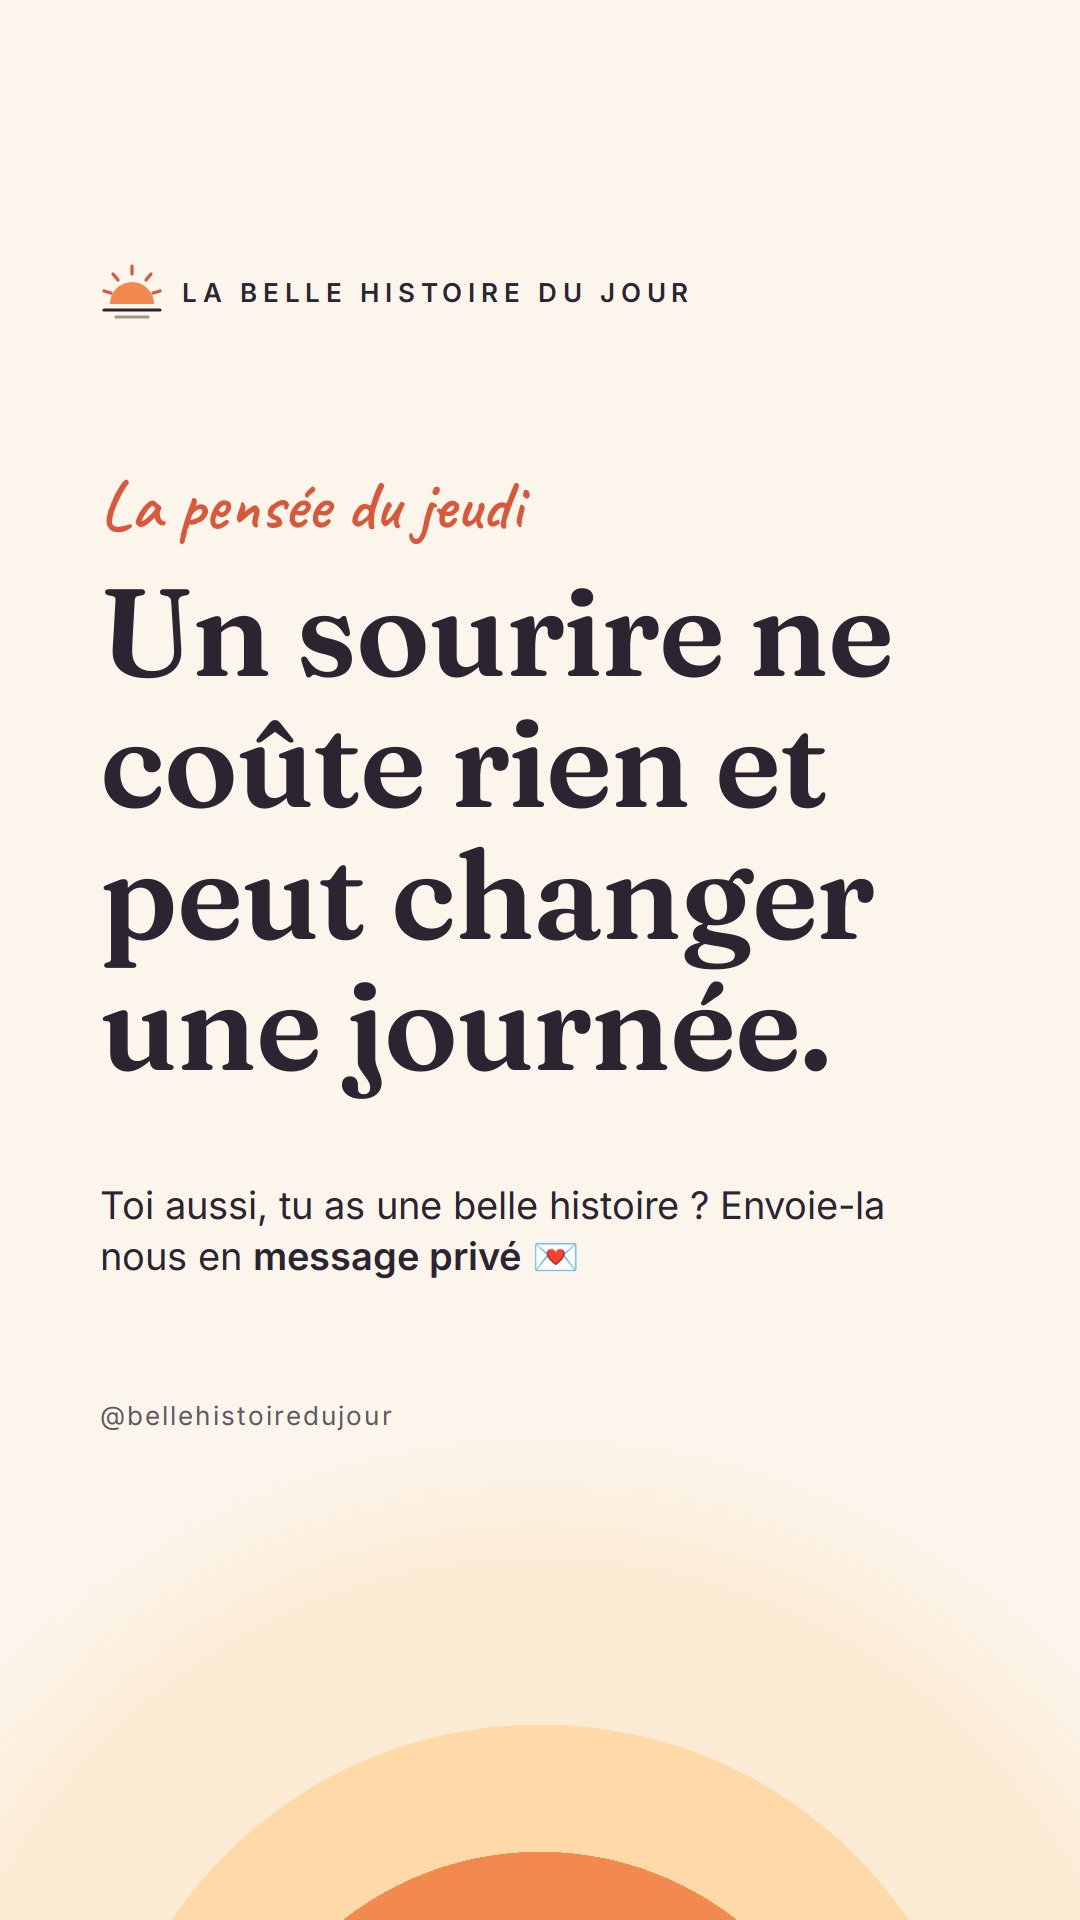 LA BELLE HISTOIRE DU JOUR
La pensée du jeudi
Un sourire ne
coûte rien et
peut changer
une journée.
Toi aussi, tu as une belle histoire ? Envoie-la
nous en message privé 💌
@bellehistoiredujour